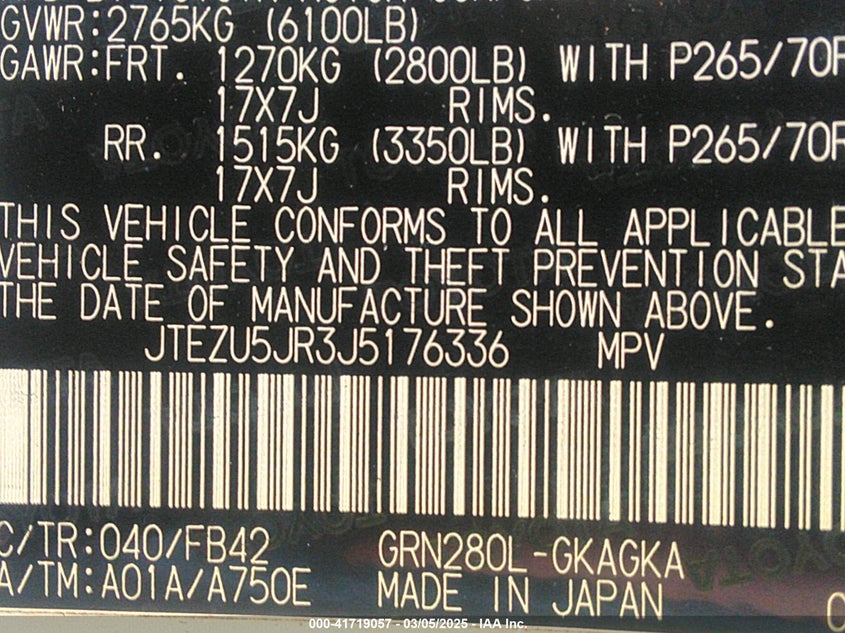 GVWR:2765KG (6100LB)
GAWR:FRT. 1270KG (2800LB) WITH P265/70R
17X7J RIMS.
RR. 1515KG (3350LB) WITH P265/70R
17X7J RIMS.
THIS VEHICLE CONFORMS TO ALL APPLICABLE
VEHICLE SAFETY AND THEFT PREVENTION STA
THE DATE OF MANUFACTURE SHOWN ABOVE.
JTEZU5JR3J5176336 MPV
C/TR:040/FB42 GRN280L-GKAGKA
A/TM:A01A/A750E MADE IN JAPAN
000-41719057 - 03/05/2025 - IAA Inc.